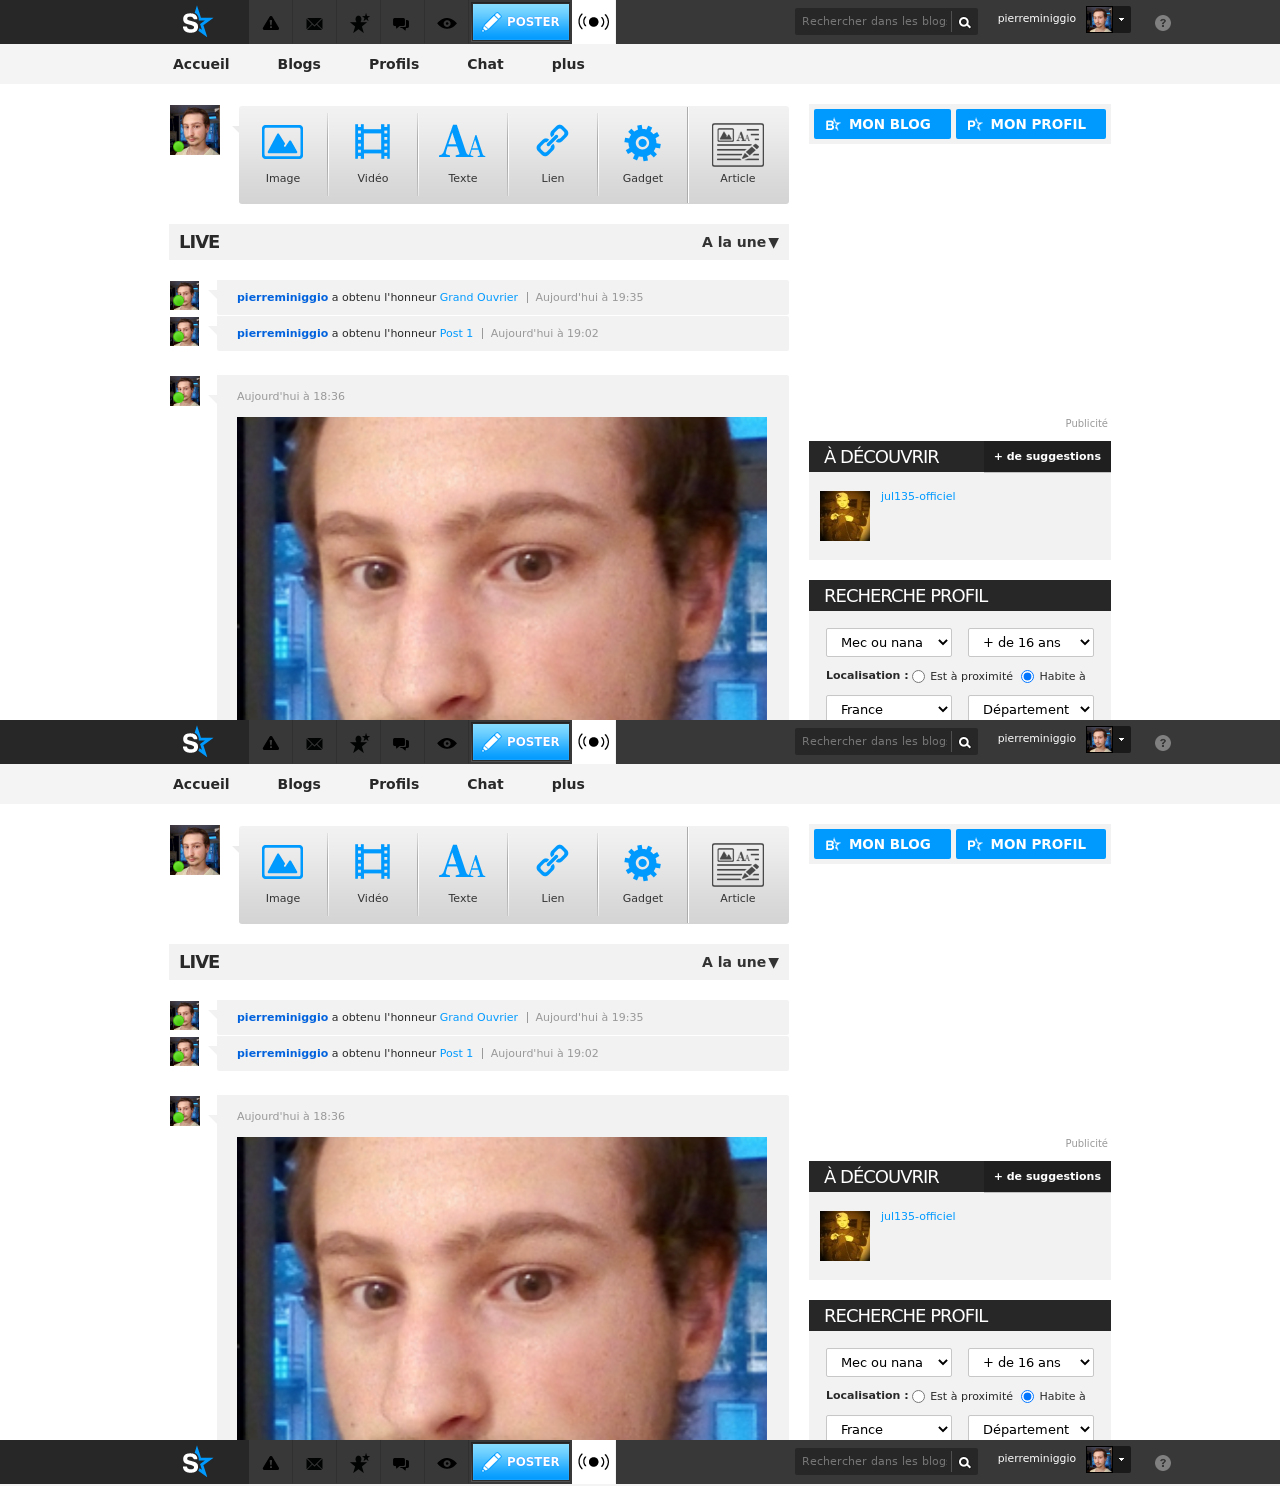 S POSTER Rechercher dans les blog pierreminiggio ?
Accueil Blogs Profils Chat plus
Image Vidéo Texte Lien Gadget Article
MON BLOG MON PROFIL
LIVE A la une▼
pierreminiggio a obtenu l'honneur Grand Ouvrier | Aujourd'hui à 19:35
pierreminiggio a obtenu l'honneur Post 1 | Aujourd'hui à 19:02
Aujourd'hui à 18:36
Publicité
À DÉCOUVRIR + de suggestions
jul135-officiel
RECHERCHE PROFIL
Mec ou nana + de 16 ans
Localisation : Est à proximité Habite à
France Département
S POSTER Rechercher dans les blog pierreminiggio ?
Accueil Blogs Profils Chat plus
Image Vidéo Texte Lien Gadget Article
MON BLOG MON PROFIL
LIVE A la une▼
pierreminiggio a obtenu l'honneur Grand Ouvrier | Aujourd'hui à 19:35
pierreminiggio a obtenu l'honneur Post 1 | Aujourd'hui à 19:02
Aujourd'hui à 18:36
Publicité
À DÉCOUVRIR + de suggestions
jul135-officiel
RECHERCHE PROFIL
Mec ou nana + de 16 ans
Localisation : Est à proximité Habite à
France Département
S POSTER Rechercher dans les blog pierreminiggio ?